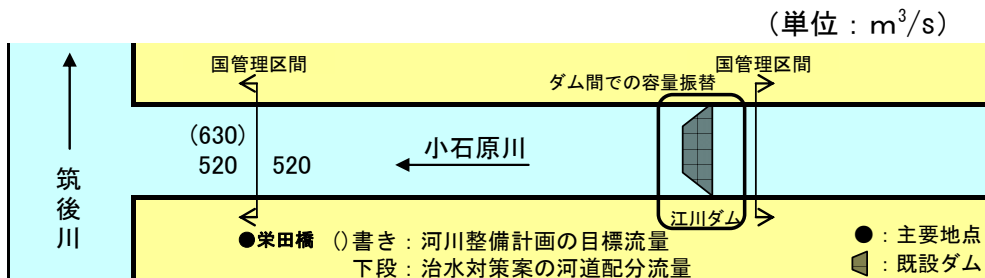 (単位：m³/s)
国管理区間
国管理区間
ダム間での容量振替
(630)
520
520
小石原川
筑後川
江川ダム
●栄田橋
()書き：河川整備計画の目標流量
下段：治水対策案の河道配分流量
●：主要地点
：既設ダム